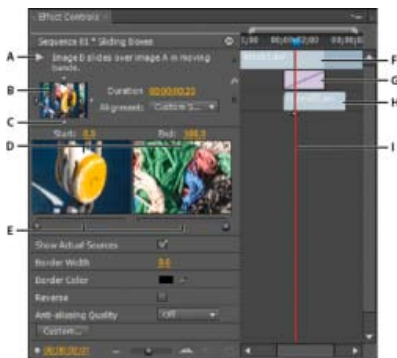 Effect Controls
Sequence 01 * Sliding Boxes
A
Image B slides over image A in moving
bands.
B
Duration 00;00;00;23
Alignment: Custom S...
C
Start: 0.0 End: 100.0
D
E
Show Actual Sources
Border Width 0.0
Border Color
Reverse
Anti-aliasing Quality Off
Custom...
F
G
H
I